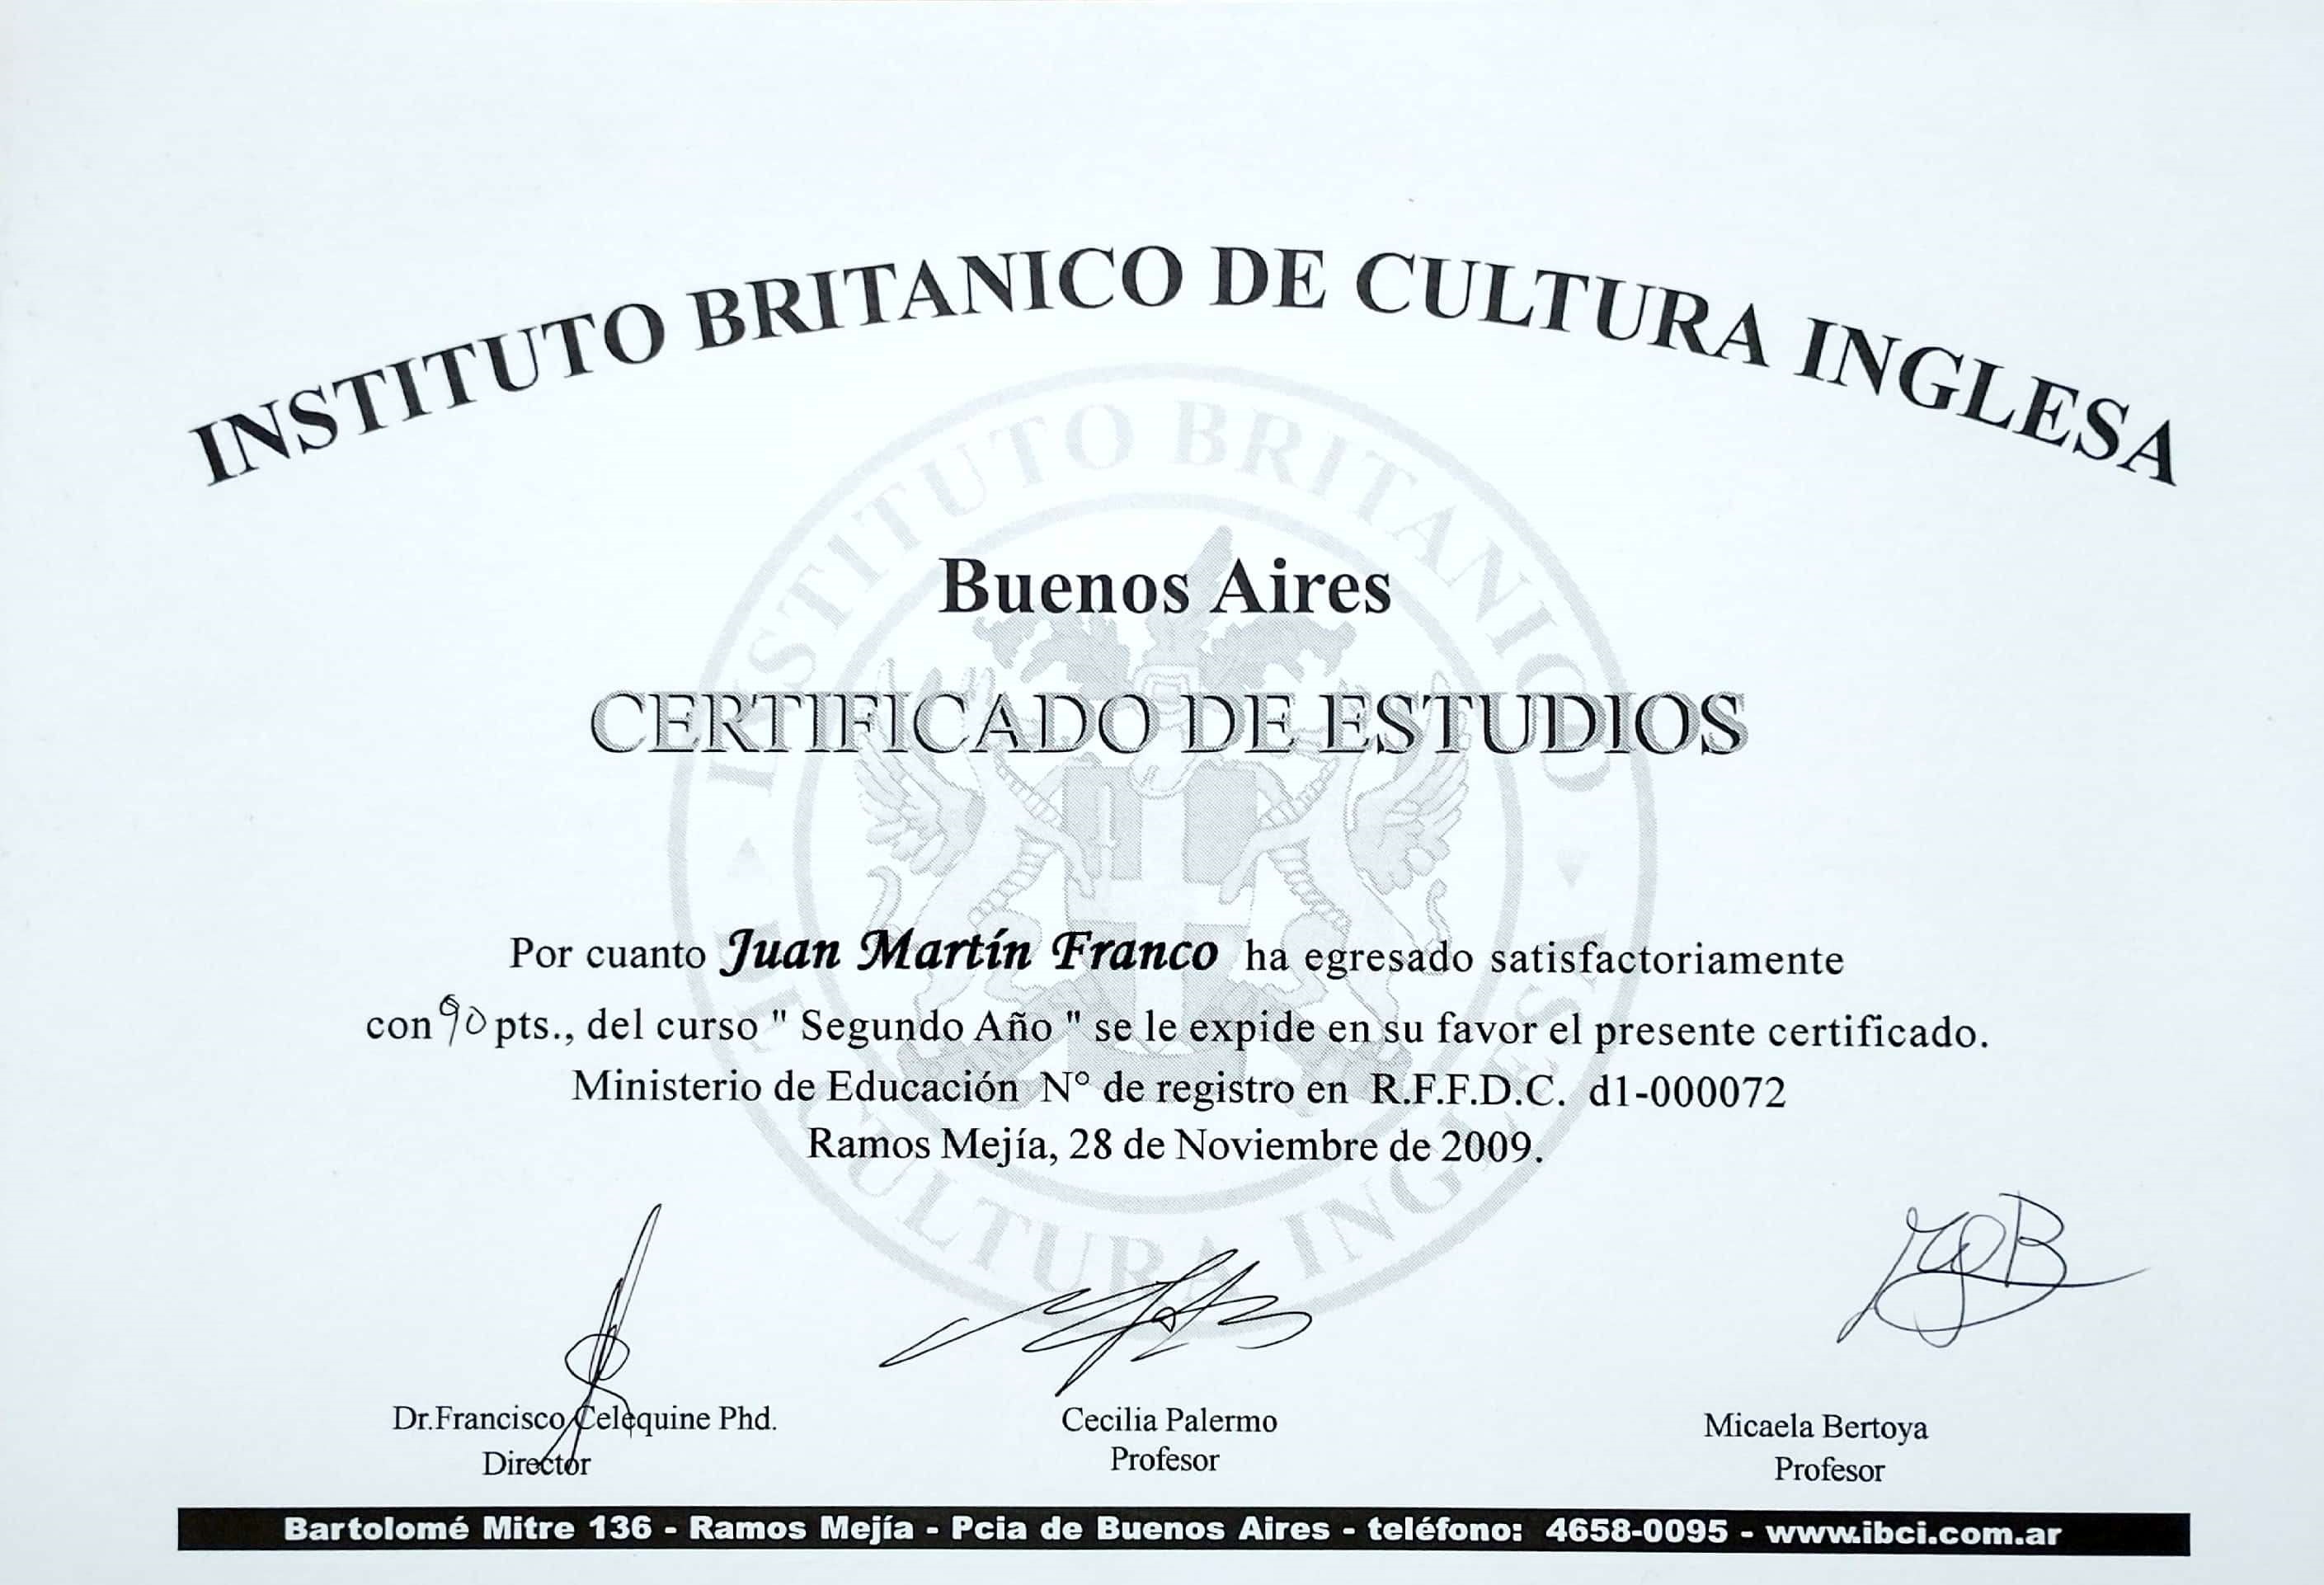 INSTITUTO BRITANICO DE CULTURA INGLESA
INSTITUTO BRITANICO
DE CULTURA INGLESA
Buenos Aires
CERTIFICADO DE ESTUDIOS
Por cuanto Juan Martín Franco ha egresado satisfactoriamente
con 90 pts., del curso " Segundo Año " se le expide en su favor el presente certificado.
Ministerio de Educación N° de registro en R.F.F.D.C. d1-000072
Ramos Mejía, 28 de Noviembre de 2009.
Dr.Francisco Celequine Phd.
Director
Cecilia Palermo
Profesor
Micaela Bertoya
Profesor
Bartolomé Mitre 136 - Ramos Mejía - Pcia de Buenos Aires - teléfono: 4658-0095 - www.ibci.com.ar